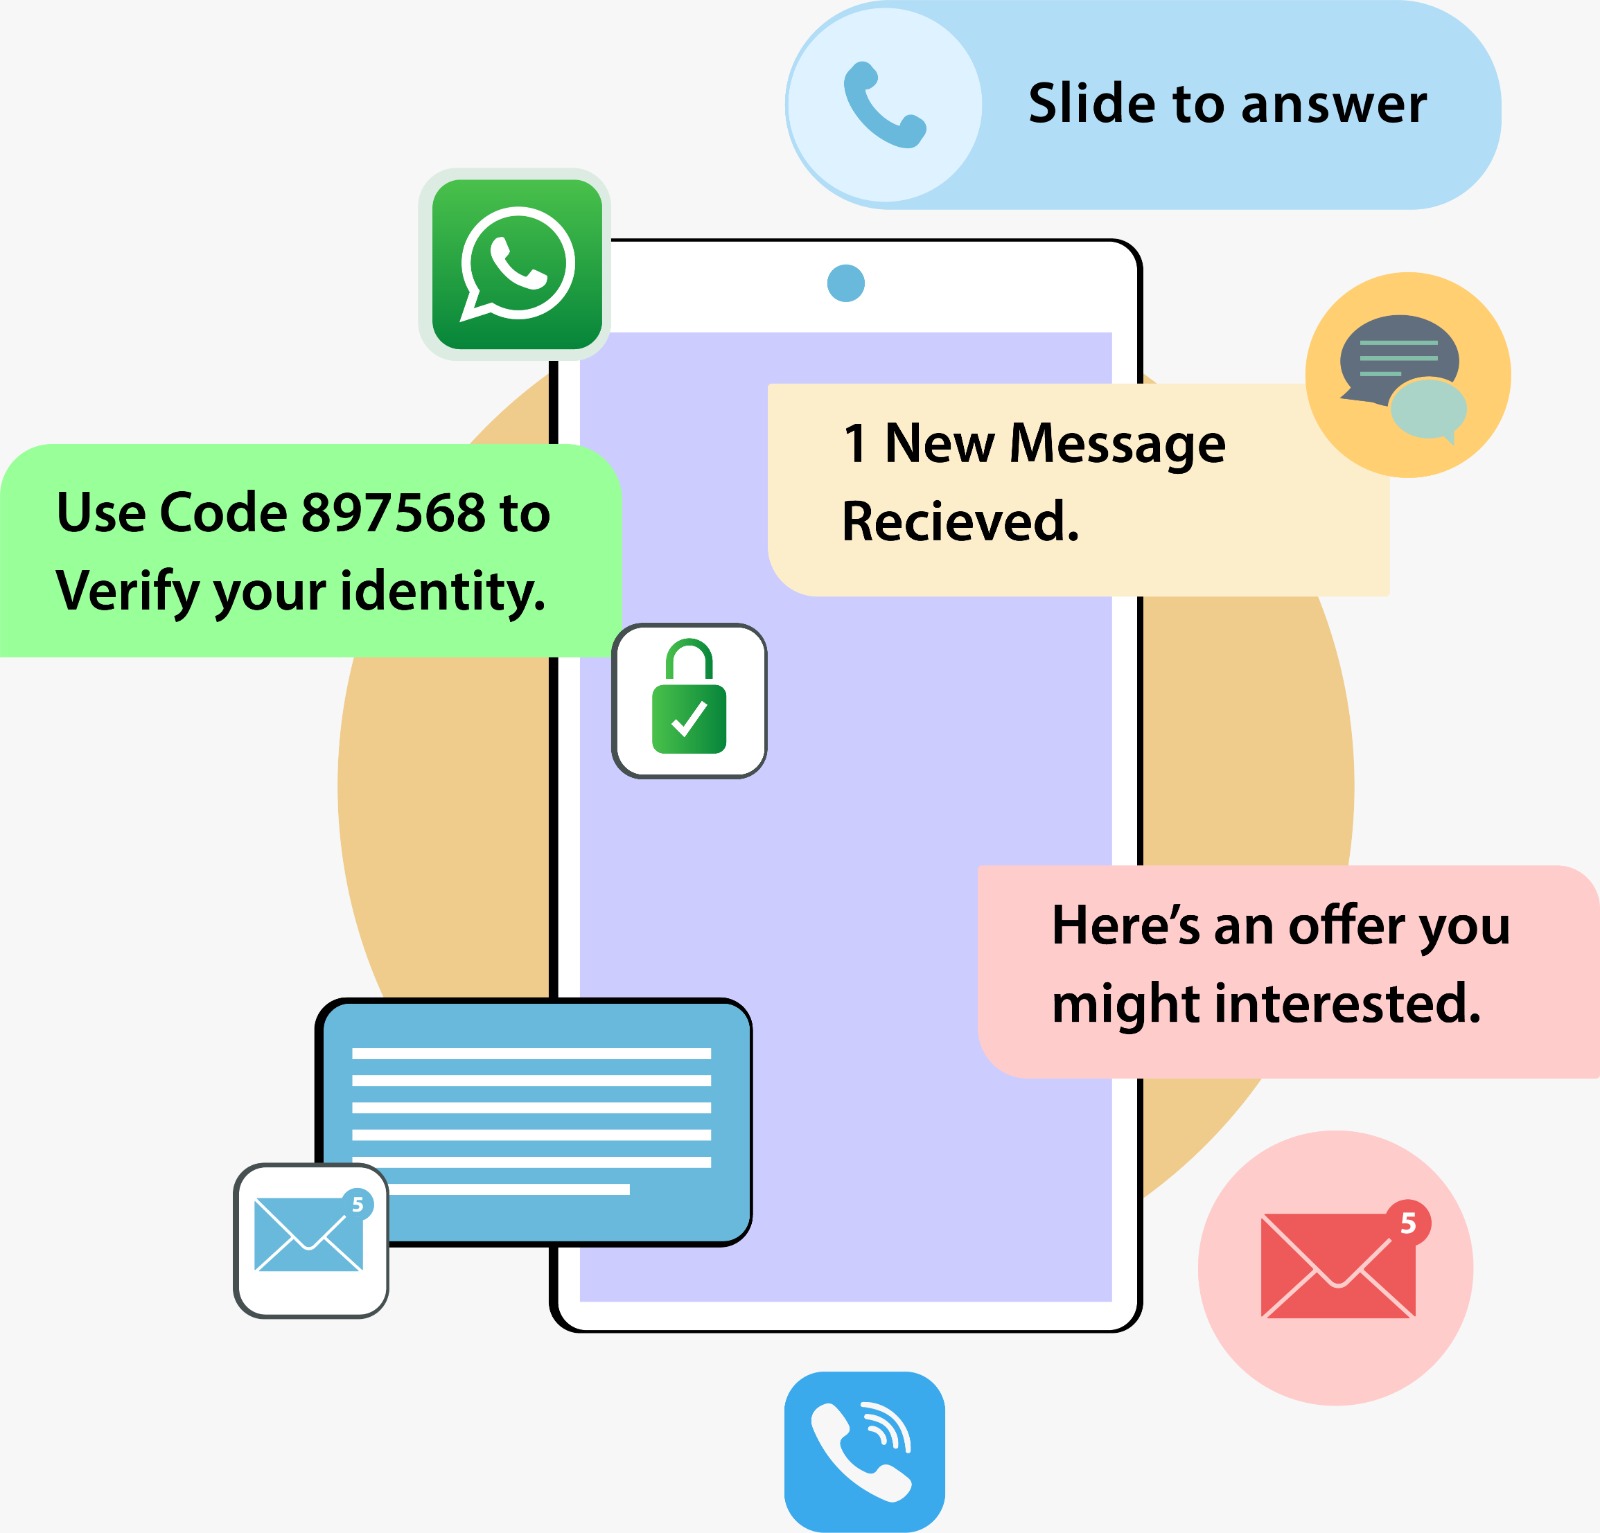 Slide to answer
1 New Message
Recieved.
Use Code 897568 to
Verify your identity.
Here’s an offer you
might interested.
5
5